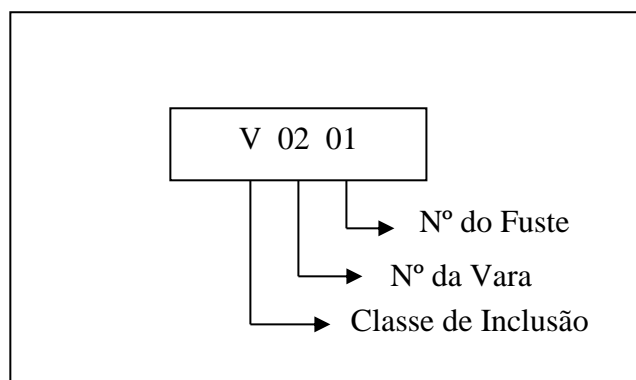 V 02 01
Nº do Fuste
Nº da Vara
Classe de Inclusão